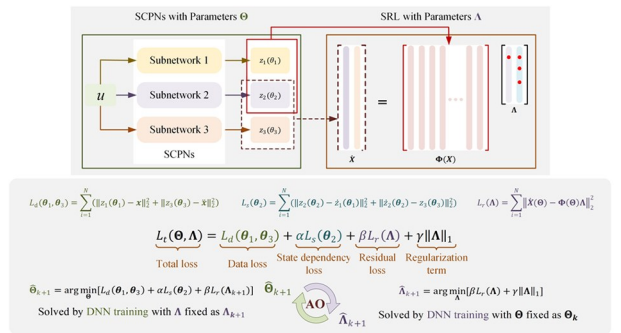 SCPNs with Parameters Θ
SRL with Parameters Λ
Subnetwork 1
z₁(θ₁)
u
Subnetwork 2
z₂(θ₂)
Subnetwork 3
z₃(θ₃)
SCPNs
=
Ẋ
Φ(X)
Λ
L_d(θ₁, θ₃) = ∑_{i=1}^{N} (‖z₁(θ₁) − x‖₂² + ‖z₃(θ₃) − ẍ‖₂²)
L_s(θ₂) = ∑_{i=1}^{N} (‖z₂(θ₂) − ż₁(θ₁)‖₂² + ‖ż₂(θ₂) − z₃(θ₃)‖₂²)
L_r(Λ) = ∑_{i=1}^{N} ‖Ẋ(Θ) − Φ(Θ)Λ‖₂²
L_t(Θ, Λ) = L_d(θ₁, θ₃) + αL_s(θ₂) + βL_r(Λ) + γ‖Λ‖₁
Total loss
Data loss
State dependency loss
Residual loss
Regularization term
Θ̂_{k+1} = arg min_Θ [L_d(θ₁, θ₃) + αL_s(θ₂) + βL_r(Λ_{k+1})]
Solved by DNN training with Λ fixed as Λ_{k+1}
Θ̂_{k+1}
AO
Λ̂_{k+1}
Λ̂_{k+1} = arg min_Λ [βL_r(Λ) + γ‖Λ‖₁]
Solved by DNN training with Θ fixed as Θ_k